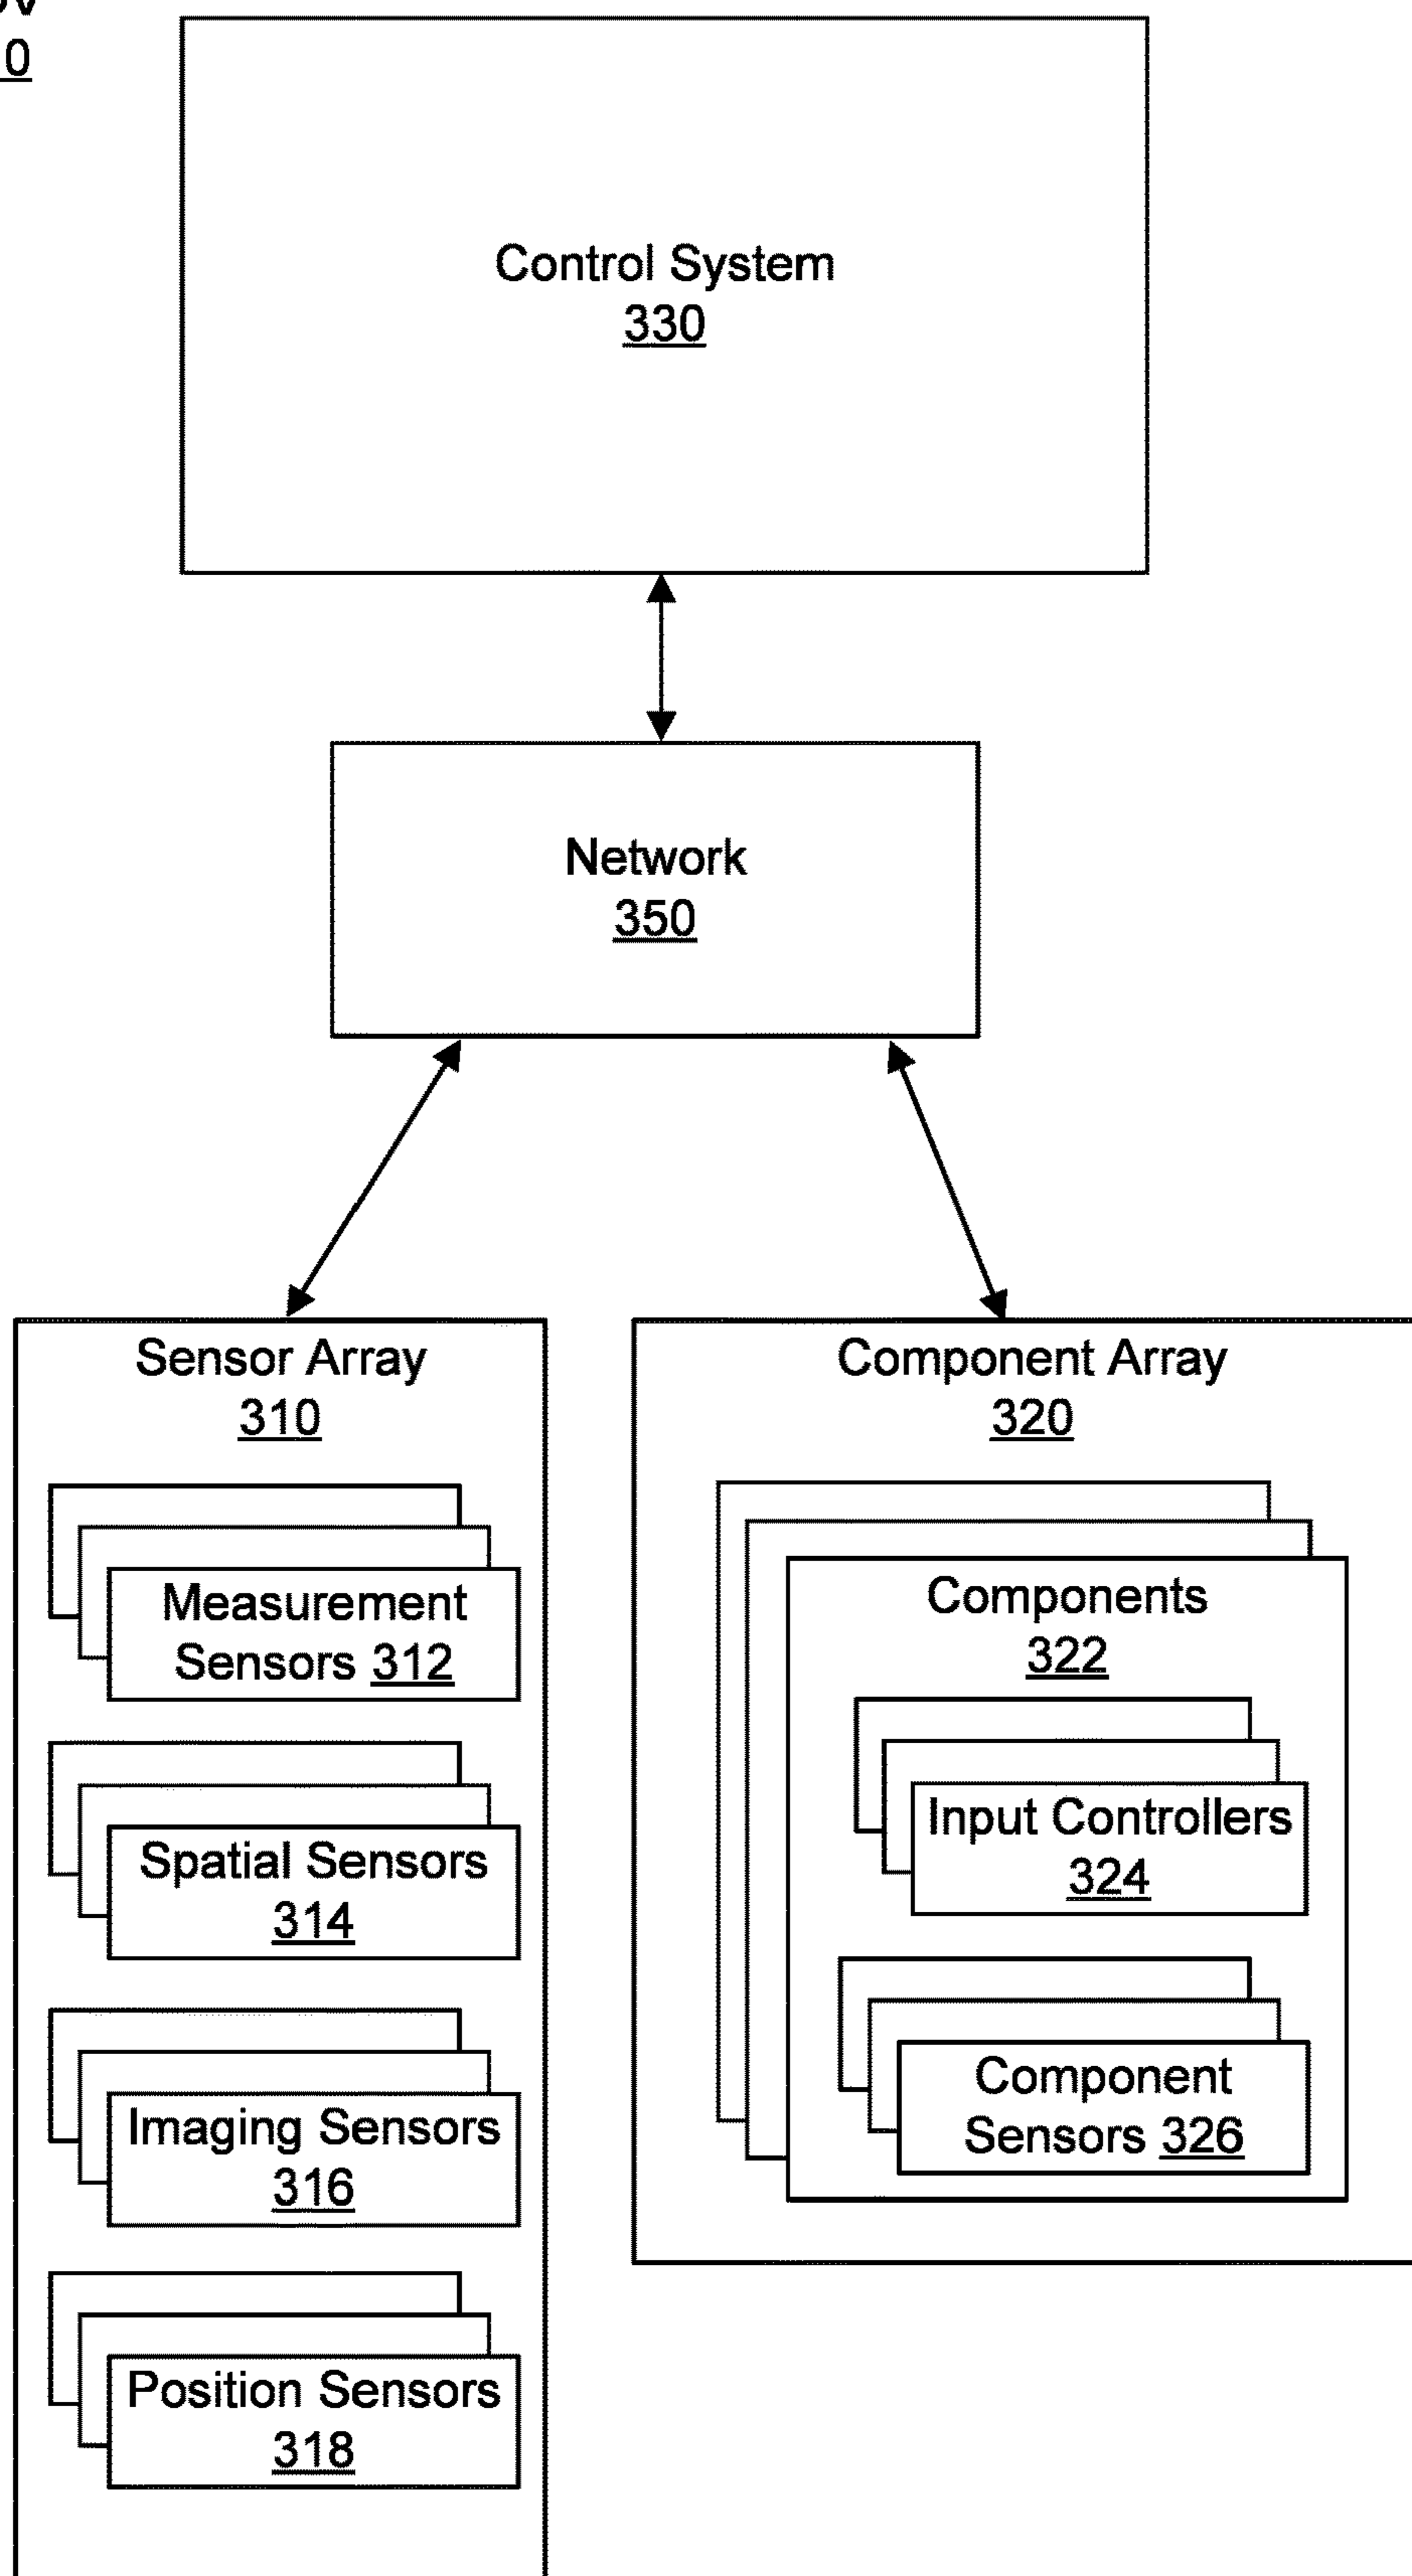 Control System
330
Network
350
Sensor Array
310
Measurement
Sensors 312
Spatial Sensors
314
Imaging Sensors
316
Position Sensors
318
Component Array
320
Components
322
Input Controllers
324
Component
Sensors 326